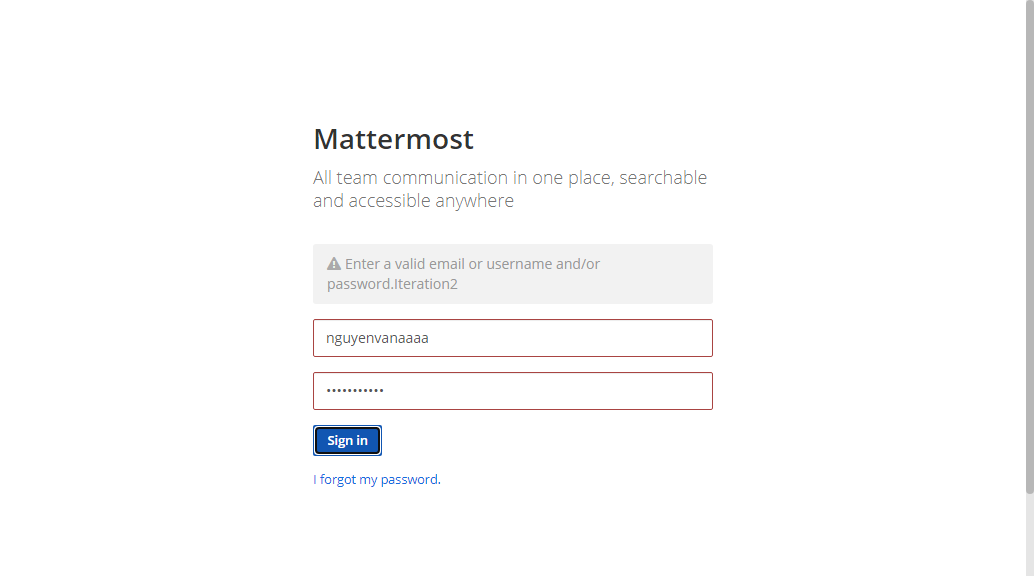 Mattermost
All team communication in one place, searchable
and accessible anywhere
Enter a valid email or username and/or
password.Iteration2
nguyenvanaaaa
•••••••••••
Sign in
I forgot my password.